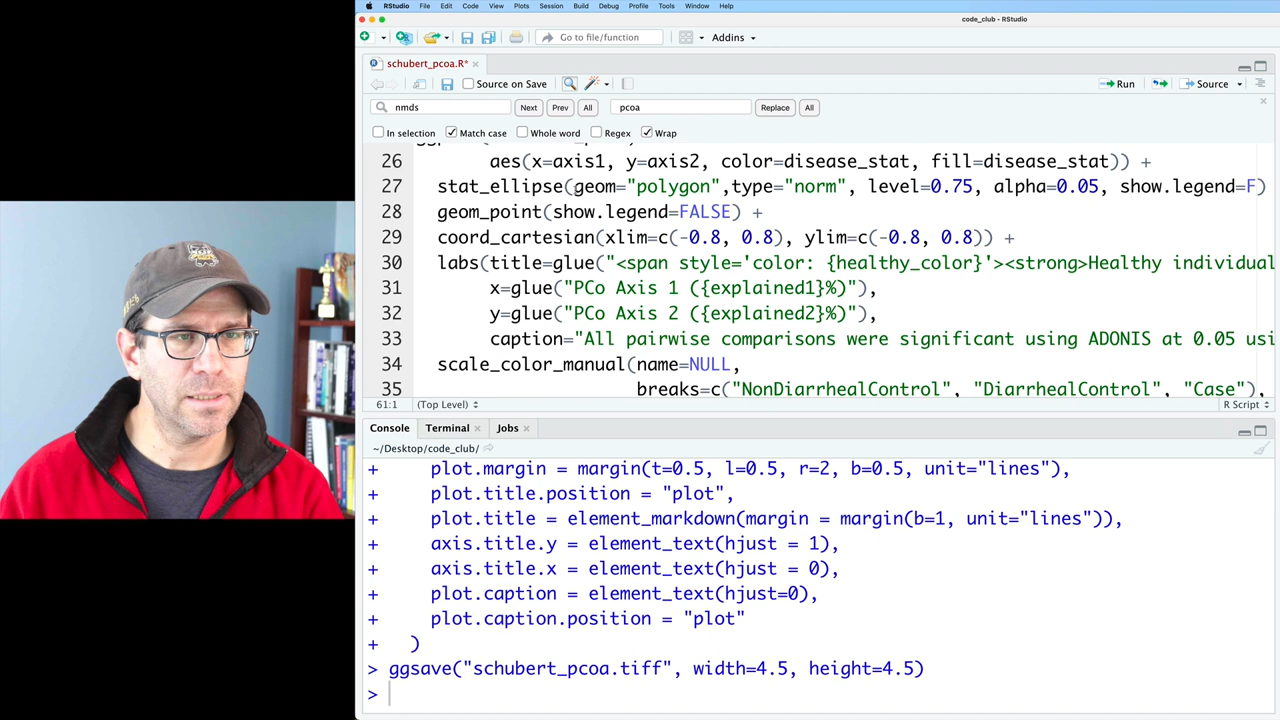 RStudio File Edit Code View Plots Session Build Debug Profile Tools Window Help
code_club - RStudio
Go to file/function Addins
schubert_pcoa.R*
Source on Save Run Source
nmds Next Prev All pcoa Replace All
In selection Match case Whole word Regex Wrap
26 aes(x=axis1, y=axis2, color=disease_stat, fill=disease_stat)) +
27 stat_ellipse(geom="polygon",type="norm", level=0.75, alpha=0.05, show.legend=F)
28 geom_point(show.legend=FALSE) +
29 coord_cartesian(xlim=c(-0.8, 0.8), ylim=c(-0.8, 0.8)) +
30 labs(title=glue("<span style='color: {healthy_color}'><strong>Healthy individual
31 x=glue("PCo Axis 1 ({explained1}%)"),
32 y=glue("PCo Axis 2 ({explained2}%)"),
33 caption="All pairwise comparisons were significant using ADONIS at 0.05 usi
34 scale_color_manual(name=NULL,
35 breaks=c("NonDiarrhealControl", "DiarrhealControl", "Case"),
61:1 (Top Level) R Script
Console Terminal Jobs
~/Desktop/code_club/
+ plot.margin = margin(t=0.5, l=0.5, r=2, b=0.5, unit="lines"),
+ plot.title.position = "plot",
+ plot.title = element_markdown(margin = margin(b=1, unit="lines")),
+ axis.title.y = element_text(hjust = 1),
+ axis.title.x = element_text(hjust = 0),
+ plot.caption = element_text(hjust=0),
+ plot.caption.position = "plot"
+ )
> ggsave("schubert_pcoa.tiff", width=4.5, height=4.5)
>